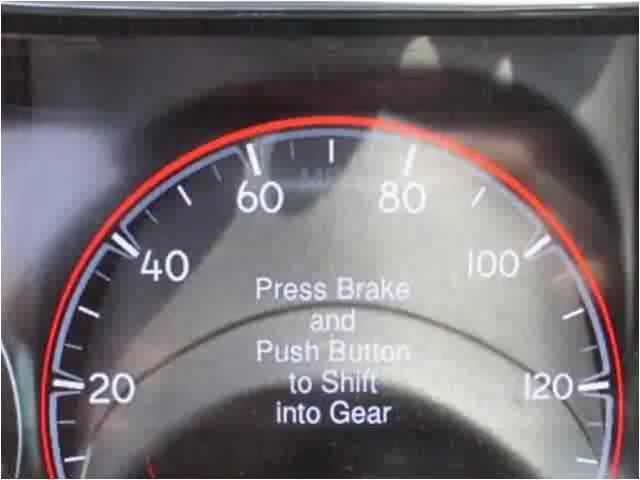 60 80
40 100
Press Brake
and
Push Button
20 to Shift 120
into Gear